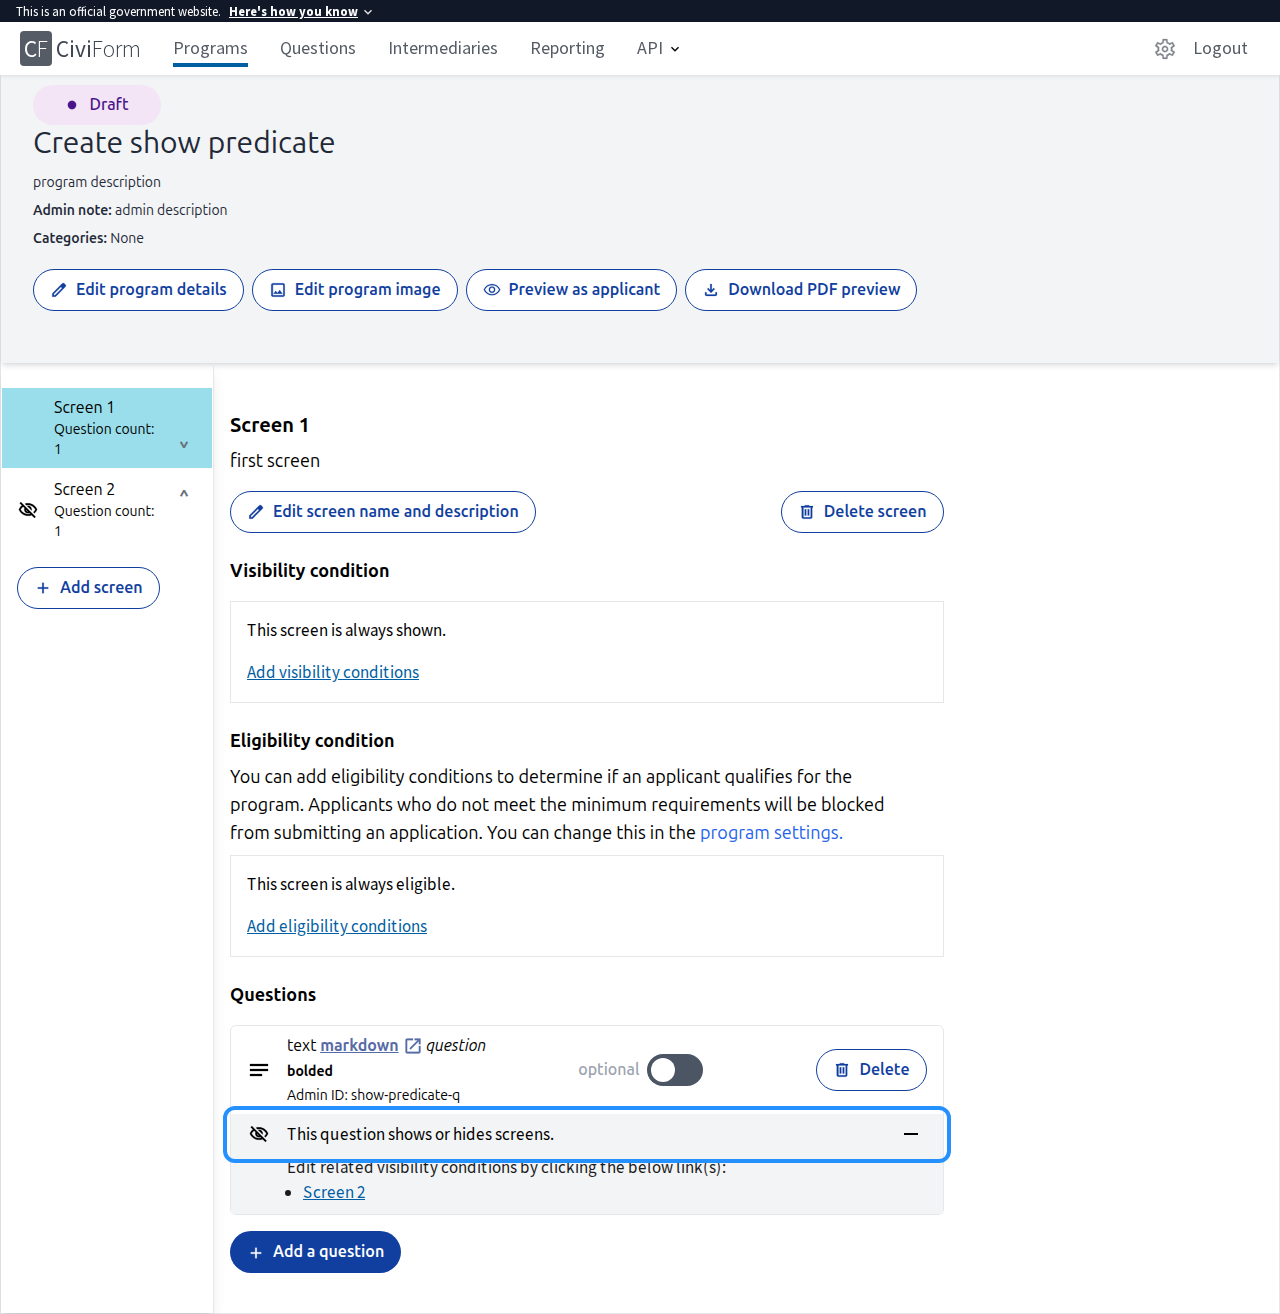 This is an official government website. Here's how you know
CF CiviForm Programs Questions Intermediaries Reporting API Logout
Draft
Create show predicate
program description
Admin note: admin description
Categories: None
Edit program details Edit program image Preview as applicant Download PDF preview
Screen 1
Question count:
1
Screen 2
Question count:
1
Add screen
Screen 1
first screen
Edit screen name and description Delete screen
Visibility condition
This screen is always shown.
Add visibility conditions
Eligibility condition
You can add eligibility conditions to determine if an applicant qualifies for the
program. Applicants who do not meet the minimum requirements will be blocked
from submitting an application. You can change this in the program settings.
This screen is always eligible.
Add eligibility conditions
Questions
text markdown question
bolded
Admin ID: show-predicate-q
optional
Delete
This question shows or hides screens.
Edit related visibility conditions by clicking the below link(s):
Screen 2
Add a question